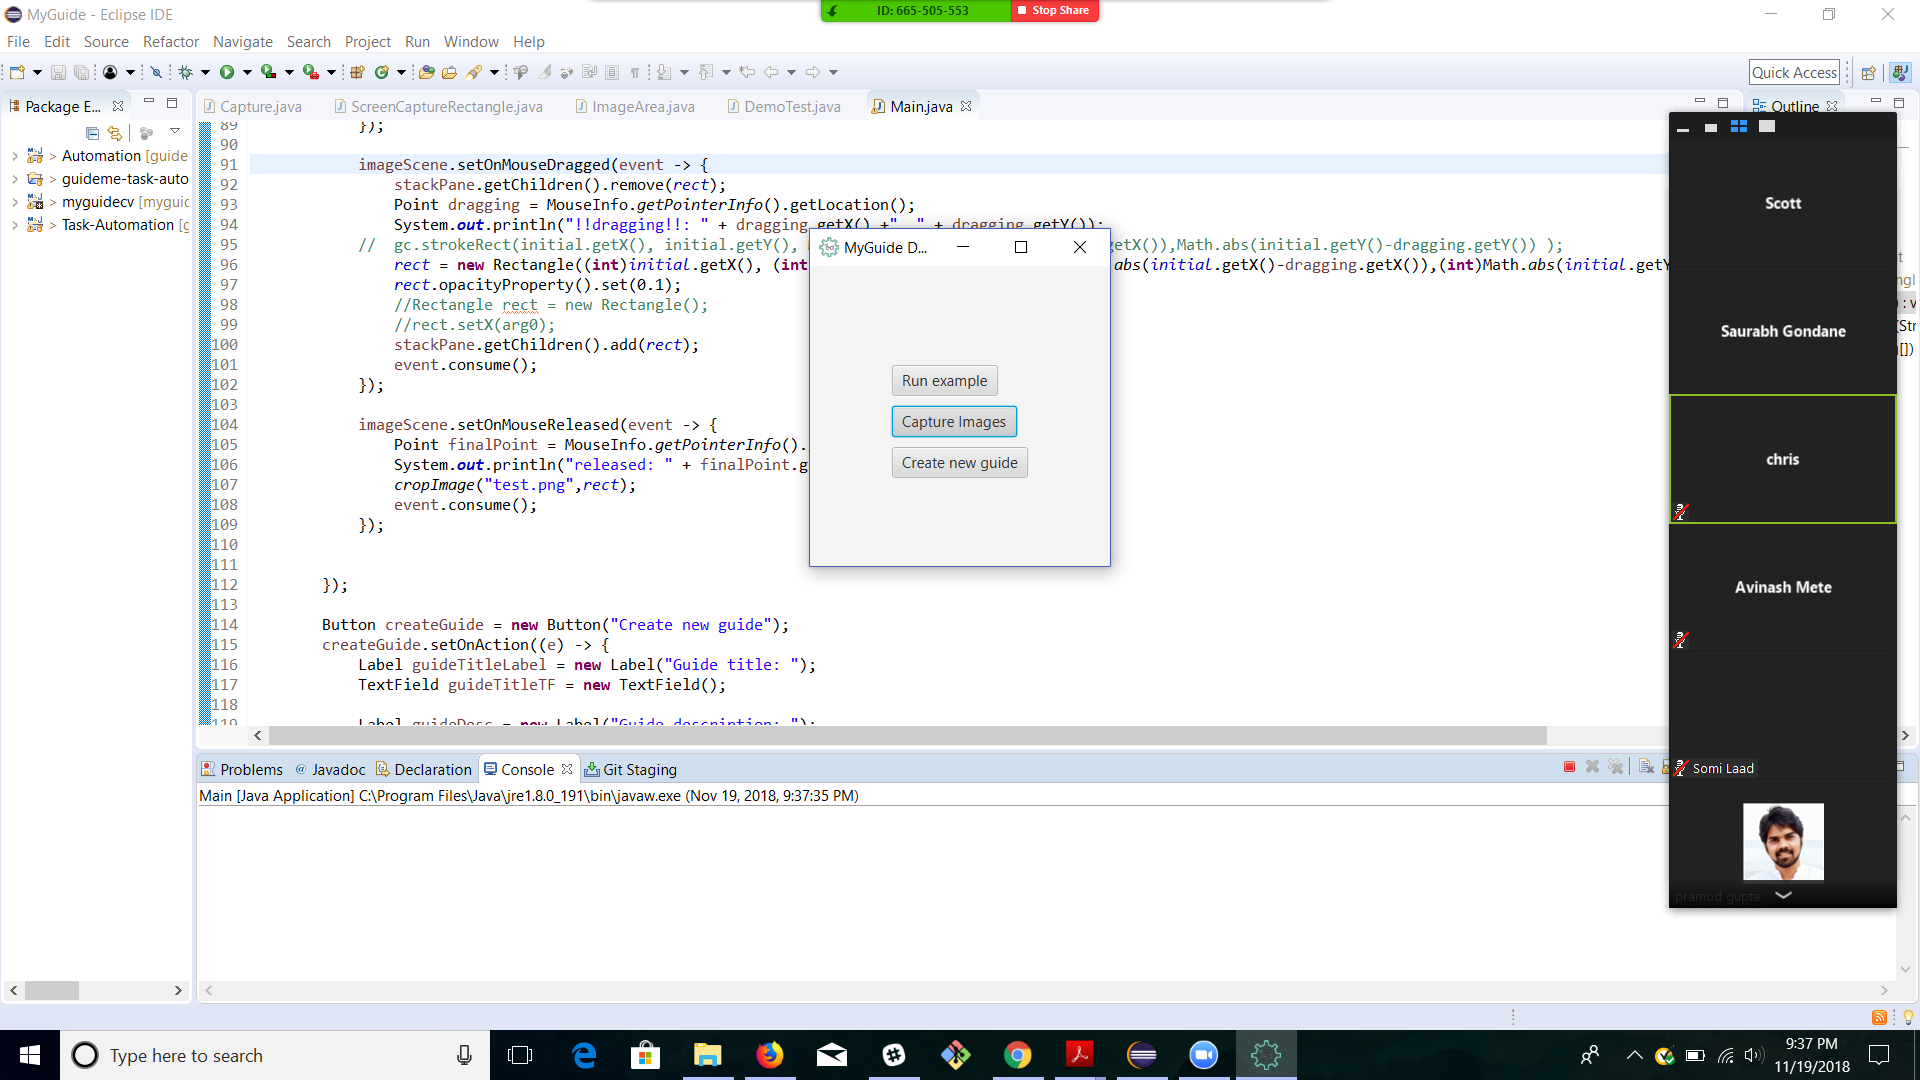 MyGuide - Eclipse IDE
ID: 665-505-553
Stop Share
File Edit Source Refactor Navigate Search Project Run Window Help
Quick Access
Package E...
Capture.java
ScreenCaptureRectangle.java
ImageArea.java
DemoTest.java
Main.java
Outline
> Automation [guide
> guideme-task-auto
> myguidecv [myguid
> Task-Automation [g
89 });
90
91 imageScene.setOnMouseDragged(event -> {
92 stackPane.getChildren().remove(rect);
93 Point dragging = MouseInfo.getPointerInfo().getLocation();
94 System.out.println("!!dragging!!: " + dragging.getX() +" " + dragging.getY());
95 // gc.strokeRect(initial.getX(), initial.getY(), getX()),Math.abs(initial.getY()-dragging.getY()) );
96 rect = new Rectangle((int)initial.getX(), (int abs(initial.getX()-dragging.getX()),(int)Math.abs(initial.getY
97 rect.opacityProperty().set(0.1);
98 //Rectangle rect = new Rectangle();
99 //rect.setX(arg0);
100 stackPane.getChildren().add(rect);
101 event.consume();
102 });
103
104 imageScene.setOnMouseReleased(event -> {
105 Point finalPoint = MouseInfo.getPointerInfo().
106 System.out.println("released: " + finalPoint.g
107 cropImage("test.png",rect);
108 event.consume();
109 });
110
111
112 });
113
114 Button createGuide = new Button("Create new guide");
115 createGuide.setOnAction((e) -> {
116 Label guideTitleLabel = new Label("Guide title: ");
117 TextField guideTitleTF = new TextField();
118
119 Label guideDesc = new Label("Guide description: ");
MyGuide D...
Run example
Capture Images
Create new guide
Scott
Saurabh Gondane
chris
Avinash Mete
Somi Laad
pramod gupta
Problems
@ Javadoc
Declaration
Console
Git Staging
Main [Java Application] C:\Program Files\Java\jre1.8.0_191\bin\javaw.exe (Nov 19, 2018, 9:37:35 PM)
Type here to search
9:37 PM
11/19/2018